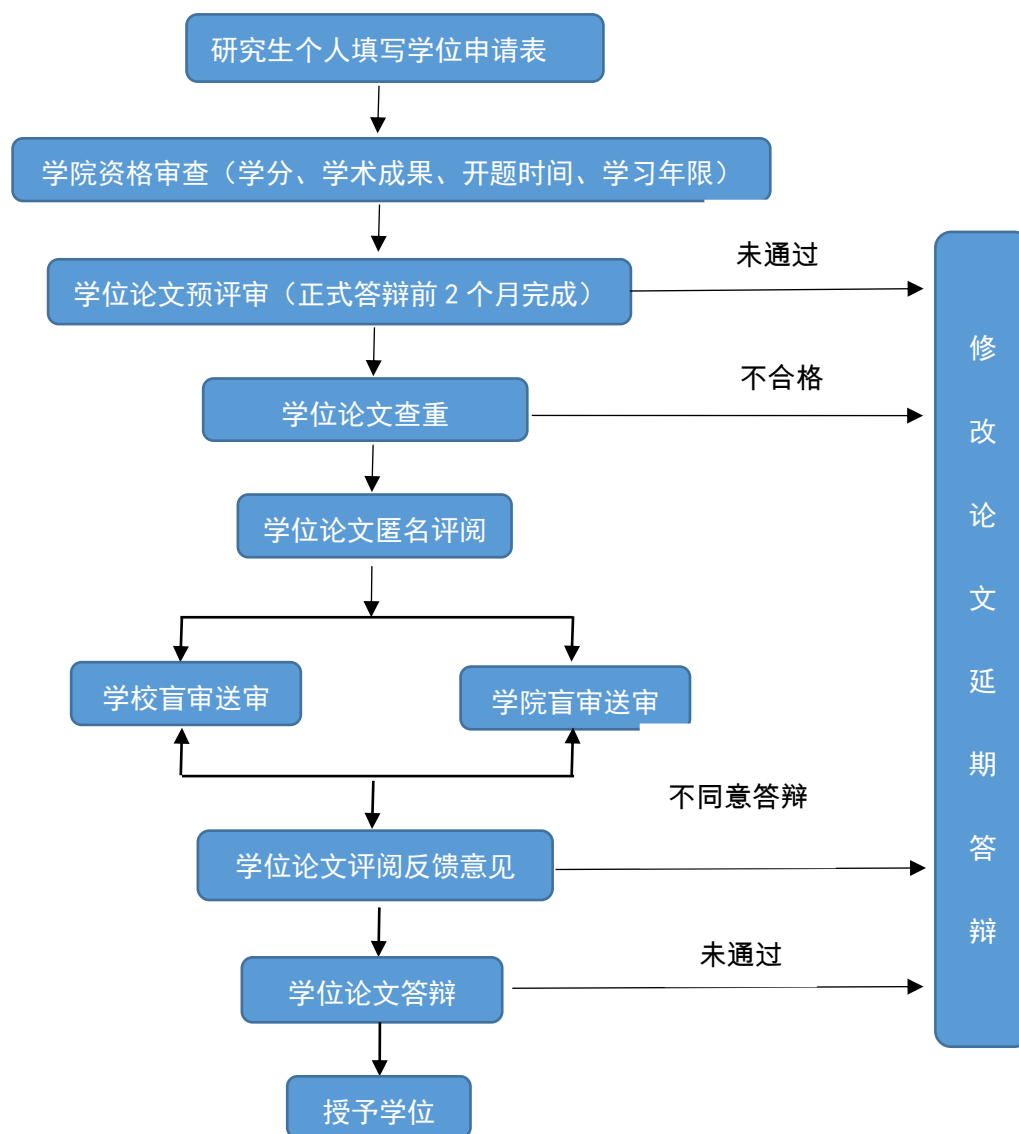 研究生个人填写学位申请表
学院资格审查（学分、学术成果、开题时间、学习年限）
未通过
学位论文预评审（正式答辩前 2 个月完成）
不合格
学位论文查重
学位论文匿名评阅
学校盲审送审
学院盲审送审
不同意答辩
学位论文评阅反馈意见
未通过
学位论文答辩
授予学位
修
改
论
文
延
期
答
辩